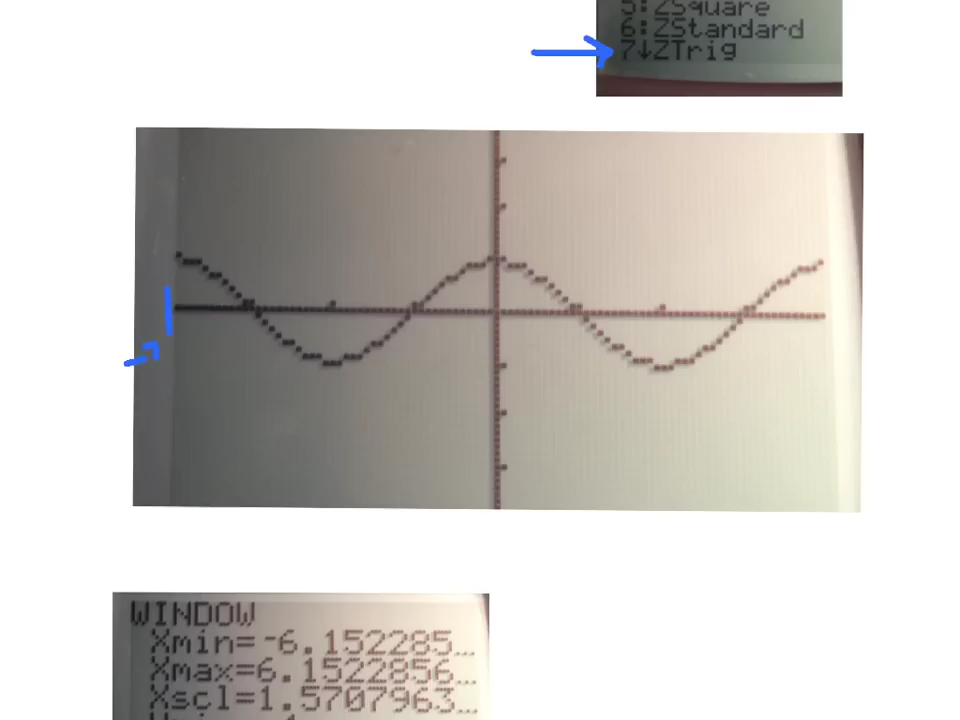 5:ZSquare
6:ZStandard
7↓ZTrig
WINDOW
Xmin=-6.152285…
Xmax=6.1522856…
Xscl=1.5707963…